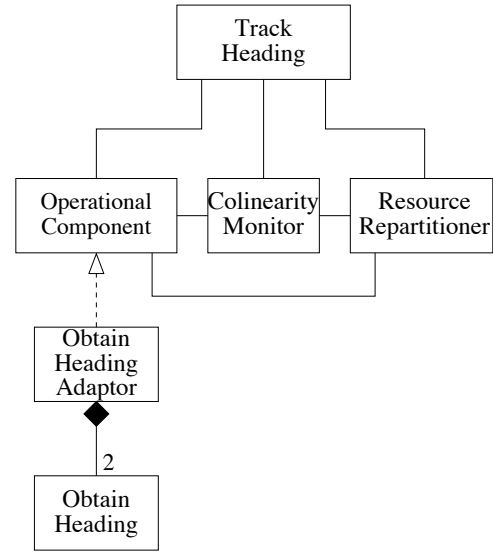 Track
Heading
Operational
Component
Colinearity
Monitor
Resource
Repartitioner
Obtain
Heading
Adaptor
2
Obtain
Heading